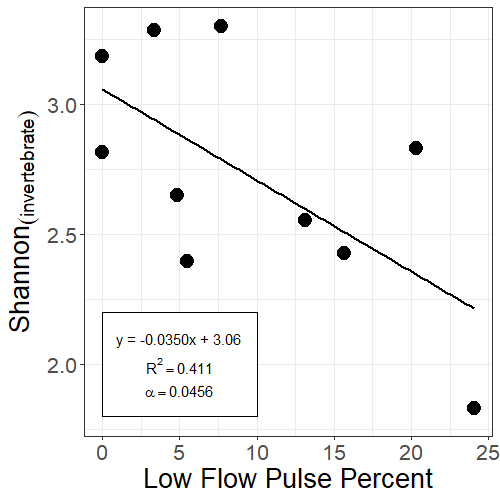 3.0
2.5
2.0
Shannon(invertebrate)
y = -0.0350x + 3.06
R² = 0.411
α = 0.0456
0 5 10 15 20 25
Low Flow Pulse Percent